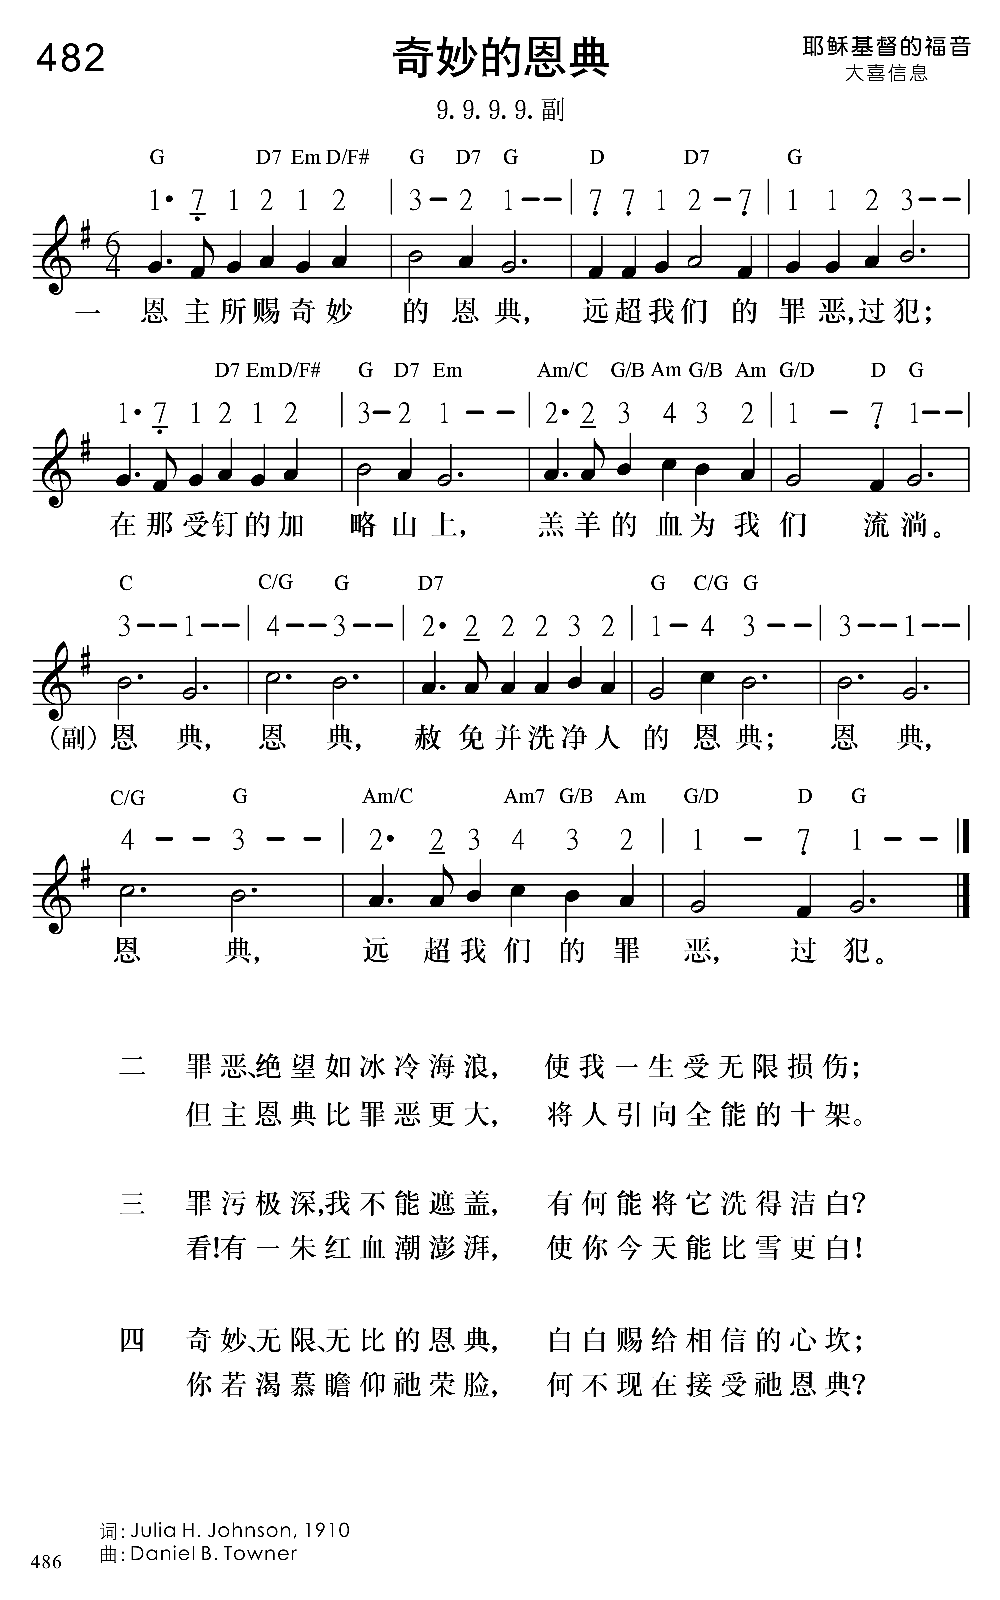 482
奇妙的恩典
耶稣基督的福音
大喜信息
9.9.9.9.副
G D7 Em D/F# G D7 G D D7 G
1· 7 1 2 1 2 | 3 - 2 1 - - | 7 7 1 2 - 7 | 1 1 2 3 - - |
6
4
一 恩 主 所 赐 奇 妙 的 恩 典， 远 超 我 们 的 罪 恶，过 犯；
D7 Em D/F# G D7 Em Am/C G/B Am G/B Am G/D D G
1· 7 1 2 1 2 | 3 - 2 1 - - | 2· 2 3 4 3 2 | 1 - 7 1 - - |
在 那 受 钉 的 加 略 山 上， 羔 羊 的 血 为 我 们 流 淌。
C C/G G D7 G C/G G
3 - - 1 - - | 4 - - 3 - - | 2· 2 2 2 3 2 | 1 - 4 3 - - | 3 - - 1 - - |
（副）恩 典， 恩 典， 赦 免 并 洗 净 人 的 恩 典； 恩 典，
C/G G Am/C Am7 G/B Am G/D D G
4 - - 3 - - | 2· 2 3 4 3 2 | 1 - 7 1 - - |
恩 典， 远 超 我 们 的 罪 恶， 过 犯。
二 罪恶、绝望如冰冷海浪， 使我一生受无限损伤；
但主恩典比罪恶更大， 将人引向全能的十架。
三 罪污极深，我不能遮盖， 有何能将它洗得洁白？
看！有一朱红血潮澎湃， 使你今天能比雪更白！
四 奇妙、无限、无比的恩典， 白白赐给相信的心坎；
你若渴慕瞻仰祂荣脸， 何不现在接受祂恩典？
词：Julia H. Johnson, 1910
曲：Daniel B. Towner
486